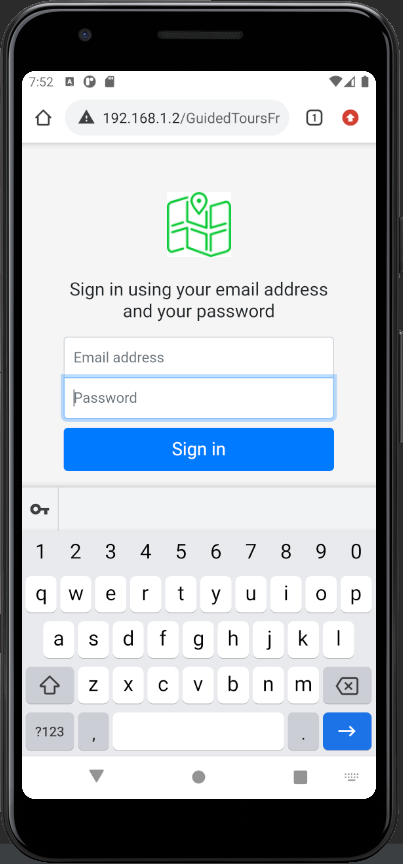 7:52
192.168.1.2/GuidedToursFr
1
Sign in using your email address
and your password
Email address
Password
Sign in
1 2 3 4 5 6 7 8 9 0
q w e r t y u i o p
a s d f g h j k l
z x c v b n m
?123 , .